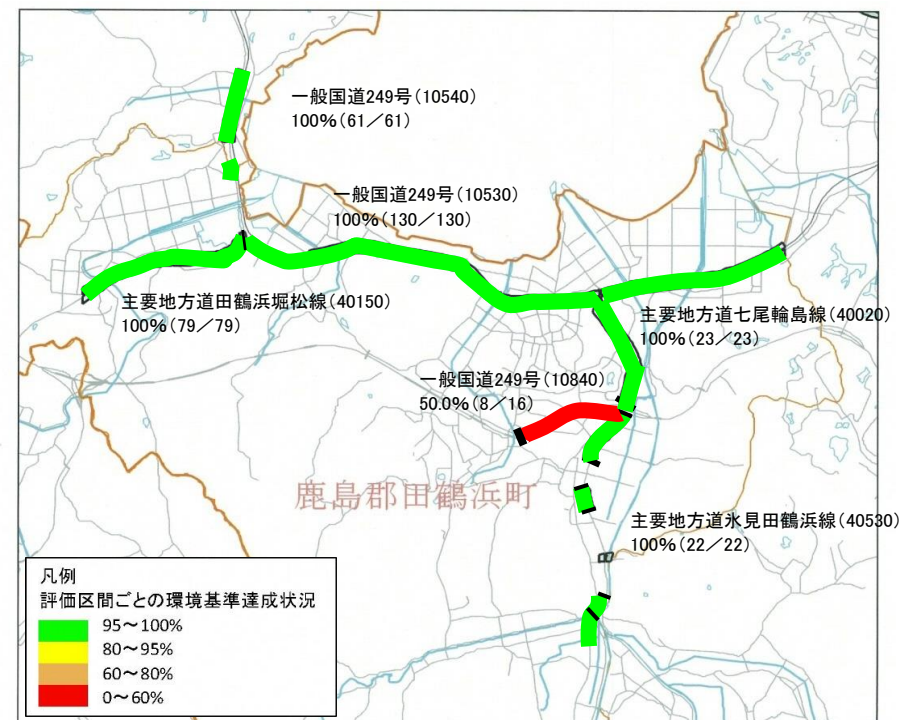 一般国道249号(10540)
100%(61／61)
一般国道249号(10530)
100%(130／130)
主要地方道田鶴浜堀松線(40150)
100%(79／79)
主要地方道七尾輪島線(40020)
100%(23／23)
一般国道249号(10840)
50.0%(8／16)
鹿島郡田鶴浜町
主要地方道氷見田鶴浜線(40530)
100%(22／22)
凡例
評価区間ごとの環境基準達成状況
95～100%
80～95%
60～80%
0～60%